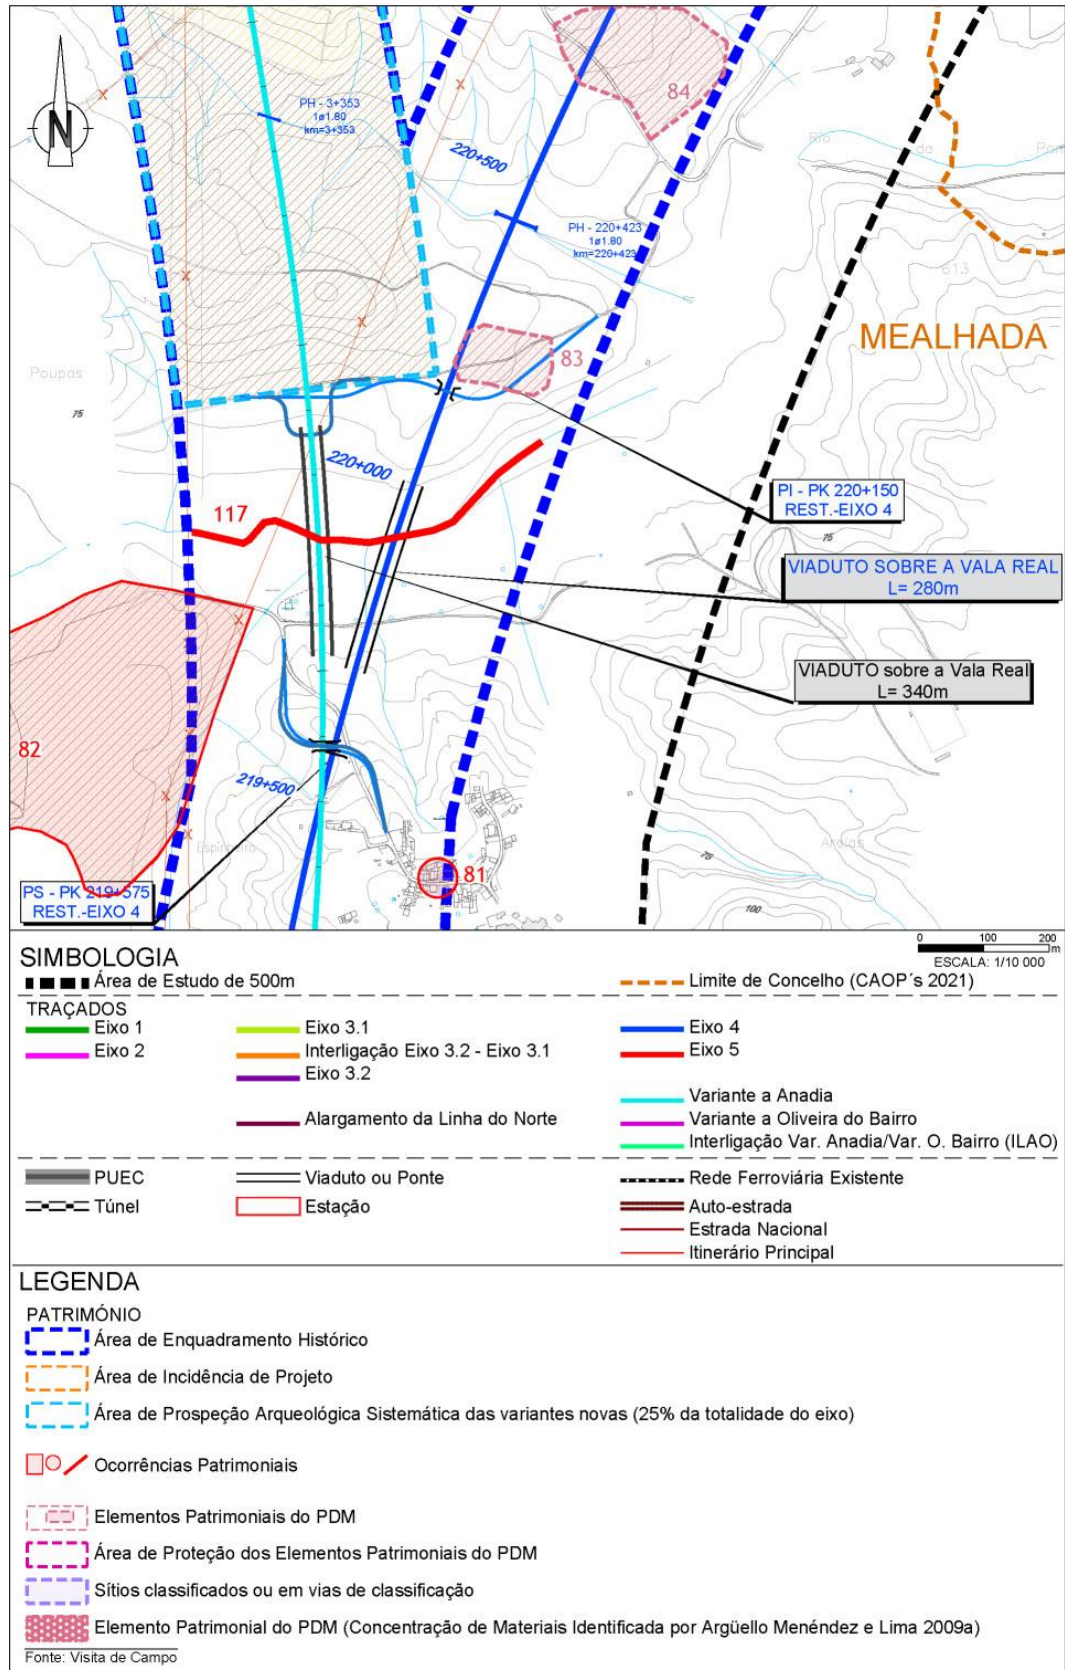 N
PH - 3+353
1ø1.80
km=3+353
84
220+500
Rio
da
Pon
PH - 220+423
1ø1.80
km=220+423
613
MEALHADA
83
Poupas
75
220+000
117
PI - PK 220+150
REST.-EIXO 4
75
VIADUTO SOBRE A VALA REAL
L= 280m
VIADUTO sobre a Vala Real
L= 340m
82
219+500
Espinheiro
Areias
75
81
100
PS - PK 219+575
REST.-EIXO 4
SIMBOLOGIA
0 100 200
m
ESCALA: 1/10 000
Área de Estudo de 500m
Limite de Concelho (CAOP´s 2021)
TRAÇADOS
Eixo 1
Eixo 3.1
Eixo 4
Eixo 2
Interligação Eixo 3.2 - Eixo 3.1
Eixo 5
Eixo 3.2
Variante a Anadia
Alargamento da Linha do Norte
Variante a Oliveira do Bairro
Interligação Var. Anadia/Var. O. Bairro (ILAO)
PUEC
Viaduto ou Ponte
Rede Ferroviária Existente
Túnel
Estação
Auto-estrada
Estrada Nacional
Itinerário Principal
LEGENDA
PATRIMÓNIO
Área de Enquadramento Histórico
Área de Incidência de Projeto
Área de Prospeção Arqueológica Sistemática das variantes novas (25% da totalidade do eixo)
Ocorrências Patrimoniais
Elementos Patrimoniais do PDM
Área de Proteção dos Elementos Patrimoniais do PDM
Sítios classificados ou em vias de classificação
Elemento Patrimonial do PDM (Concentração de Materiais Identificada por Argüello Menéndez e Lima 2009a)
Fonte: Visita de Campo